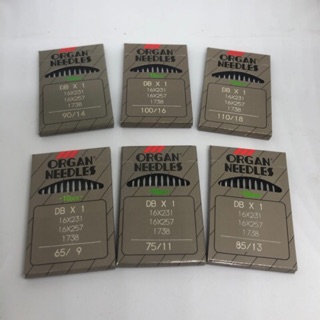 ORGAN
NEEDLES
DB X 1
16X231
16X257
1738
90/14
ORGAN
NEEDLES
DB X 1
16X231
16X257
1738
100/16
ORGAN
NEEDLES
DB X 1
16X231
16X257
1738
110/18
ORGAN
NEEDLES
DB X 1
16X231
16X257
1738
65/ 9
ORGAN
NEEDLES
DB X 1
16X231
16X257
1738
75/11
ORGAN
NEEDLES
DB X 1
16X231
16X257
1738
85/13